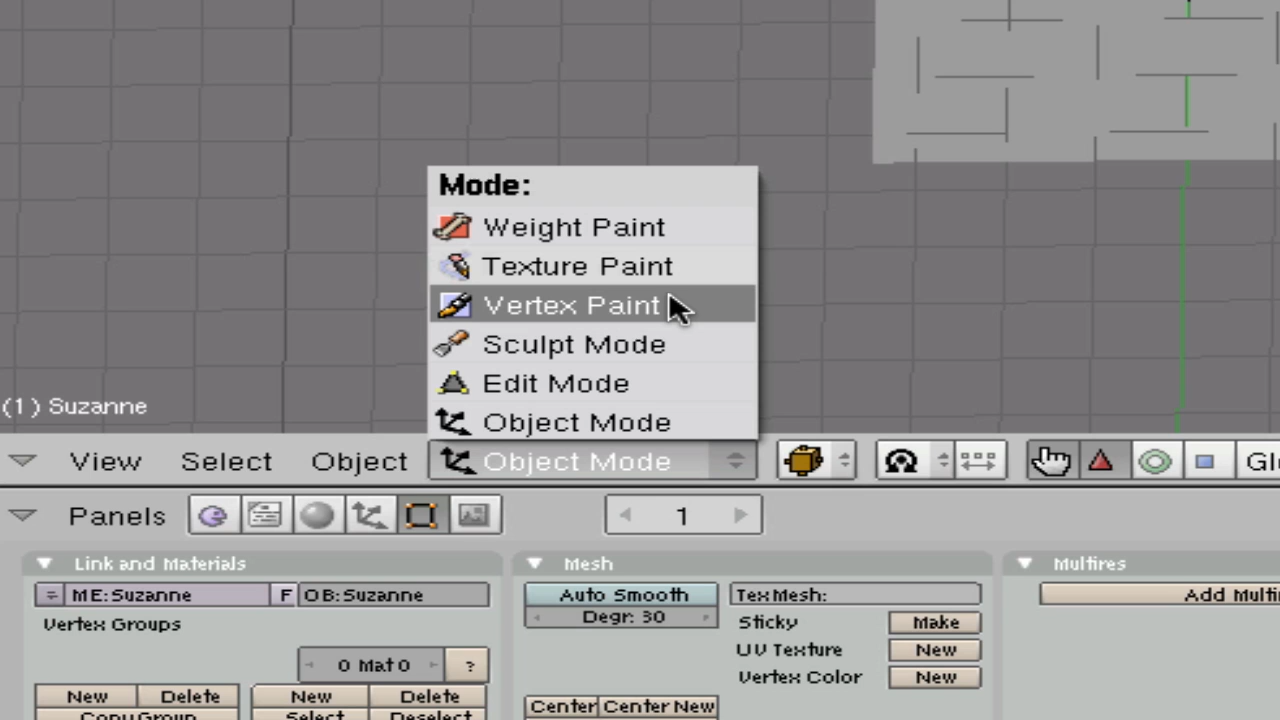 Mode:
Weight Paint
Texture Paint
Vertex Paint
Sculpt Mode
Edit Mode
Object Mode
(1) Suzanne
View Select Object Object Mode
Panels 1
Link and Materials Mesh Multires
ME:Suzanne F OB:Suzanne Auto Smooth TexMesh:
Degr: 30 Sticky Make
Vertex Groups
UV Texture New
0 Mat 0 ?
Vertex Color New
New Delete New Delete
Copy Group Select Deselect
Center Center New